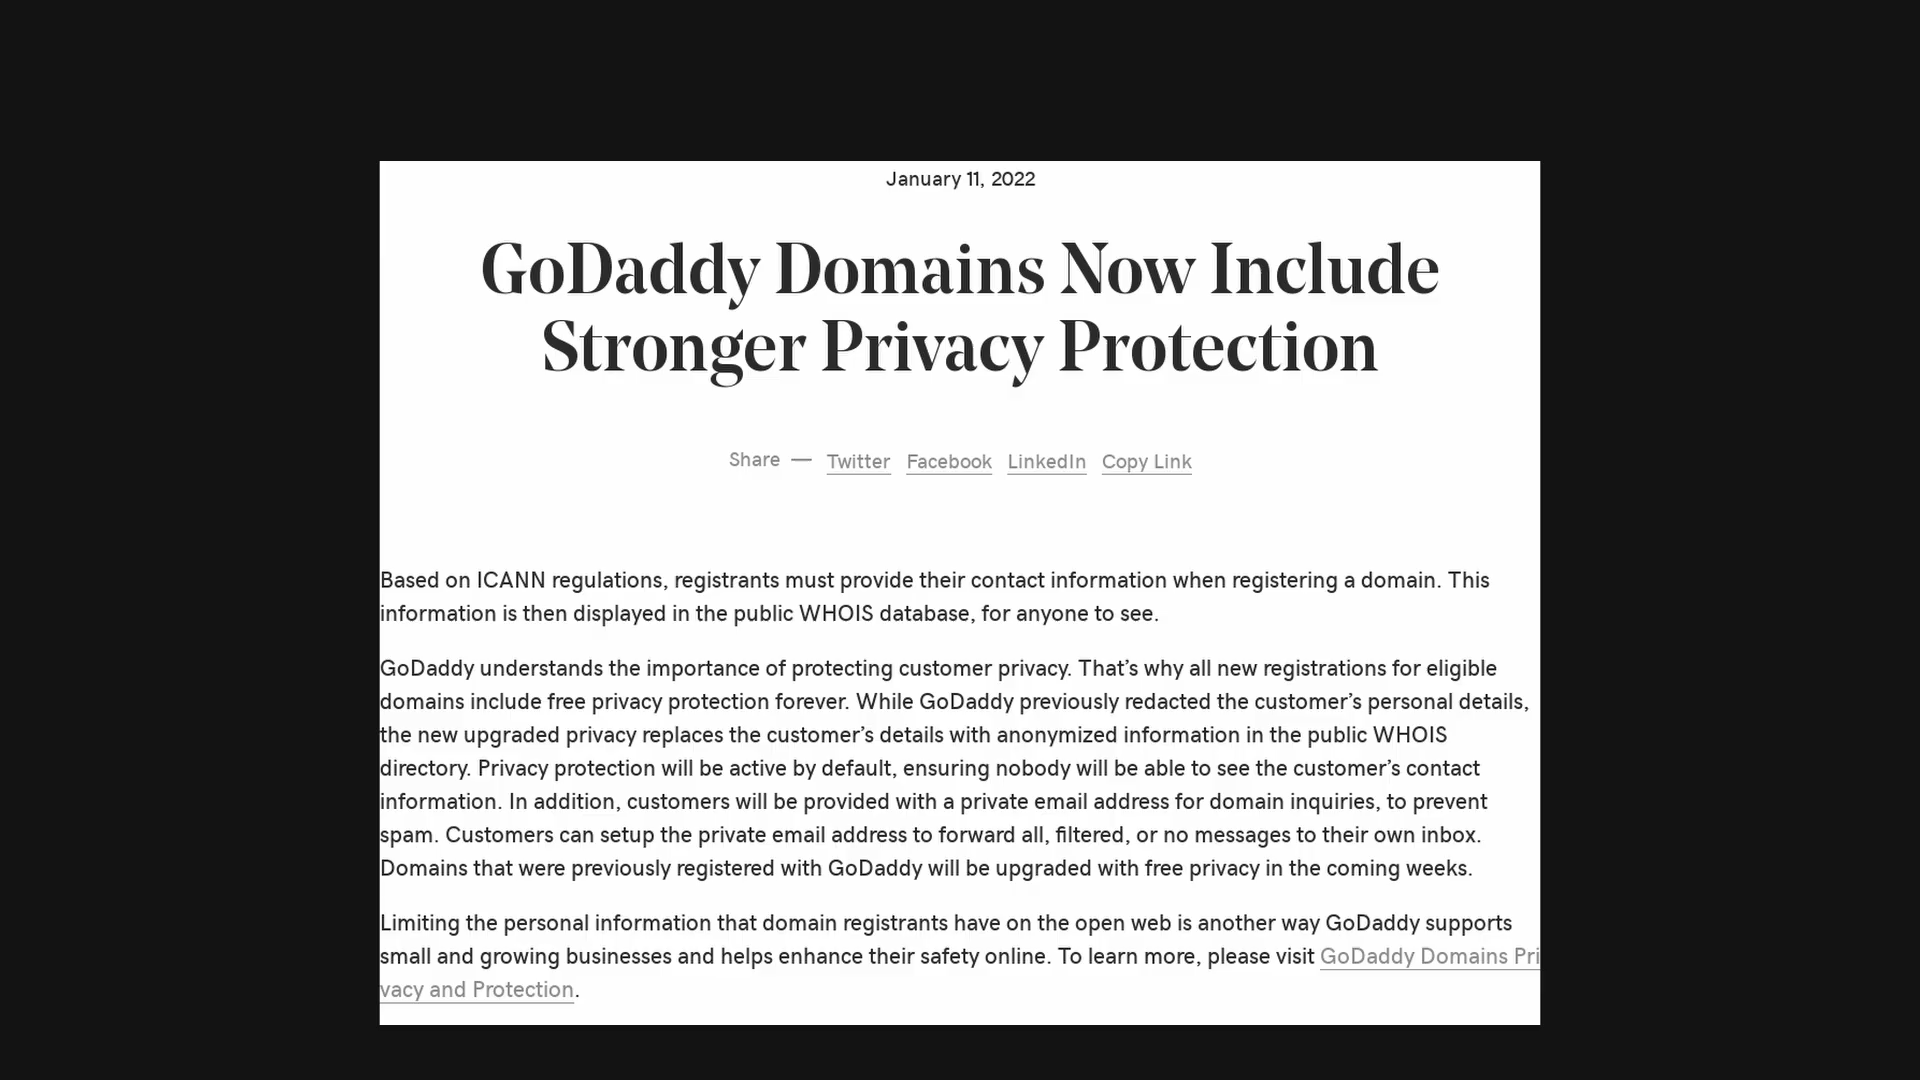 January 11, 2022
GoDaddy Domains Now Include
Stronger Privacy Protection
Share — Twitter Facebook LinkedIn Copy Link
Based on ICANN regulations, registrants must provide their contact information when registering a domain. This
information is then displayed in the public WHOIS database, for anyone to see.
GoDaddy understands the importance of protecting customer privacy. That’s why all new registrations for eligible
domains include free privacy protection forever. While GoDaddy previously redacted the customer’s personal details,
the new upgraded privacy replaces the customer’s details with anonymized information in the public WHOIS
directory. Privacy protection will be active by default, ensuring nobody will be able to see the customer’s contact
information. In addition, customers will be provided with a private email address for domain inquiries, to prevent
spam. Customers can setup the private email address to forward all, filtered, or no messages to their own inbox.
Domains that were previously registered with GoDaddy will be upgraded with free privacy in the coming weeks.
Limiting the personal information that domain registrants have on the open web is another way GoDaddy supports
small and growing businesses and helps enhance their safety online. To learn more, please visit GoDaddy Domains Pri
vacy and Protection.